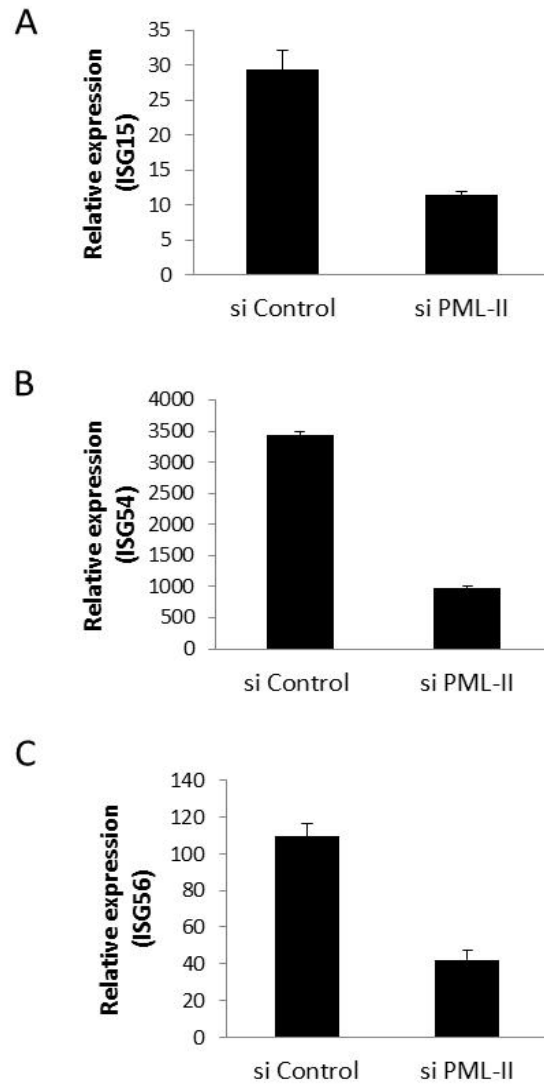 A
Relative expression
(ISG15)
35
30
25
20
15
10
5
0
si Control si PML-II
B
Relative expression
(ISG54)
4000
3500
3000
2500
2000
1500
1000
500
0
si Control si PML-II
C
Relative expression
(ISG56)
140
120
100
80
60
40
20
0
si Control si PML-II